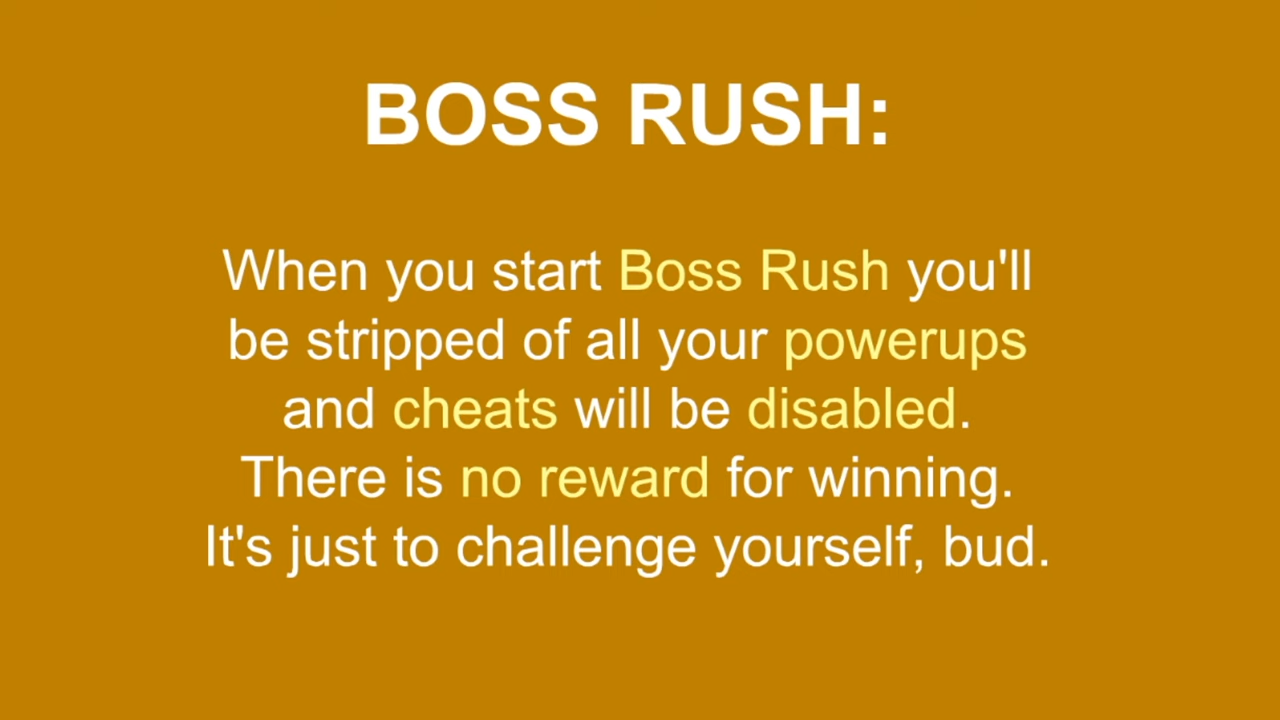 BOSS RUSH:
When you start Boss Rush you'll
be stripped of all your powerups
and cheats will be disabled.
There is no reward for winning.
It's just to challenge yourself, bud.